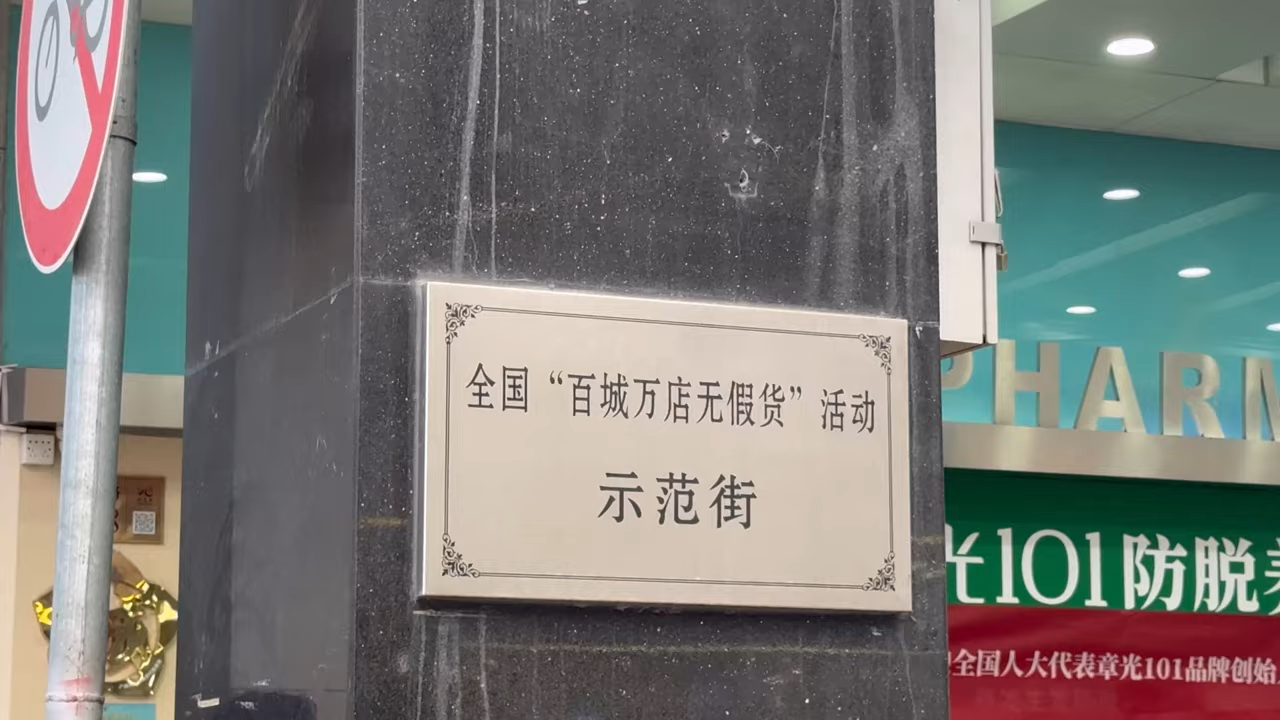 全国“百城万店无假货”活动
示范街
PHARM
光101防脱养
全国人大代表章光101品牌创始